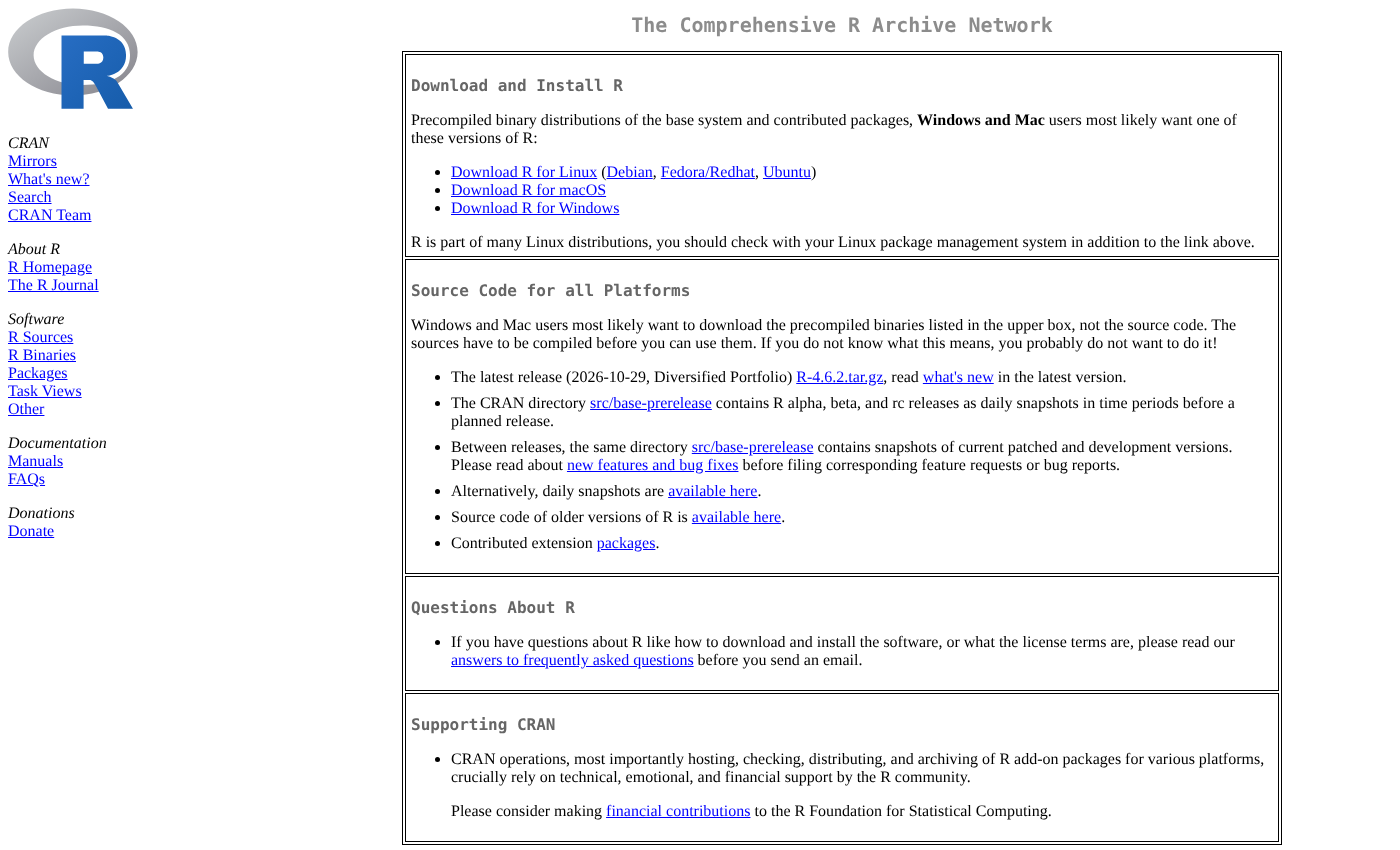 R
CRAN
Mirrors
What's new?
Search
CRAN Team
About R
R Homepage
The R Journal
Software
R Sources
R Binaries
Packages
Task Views
Other
Documentation
Manuals
FAQs
Donations
Donate
The Comprehensive R Archive Network
Download and Install R
Precompiled binary distributions of the base system and contributed packages, Windows and Mac users most likely want one of
these versions of R:
Download R for Linux (Debian, Fedora/Redhat, Ubuntu)
Download R for macOS
Download R for Windows
R is part of many Linux distributions, you should check with your Linux package management system in addition to the link above.
Source Code for all Platforms
Windows and Mac users most likely want to download the precompiled binaries listed in the upper box, not the source code. The
sources have to be compiled before you can use them. If you do not know what this means, you probably do not want to do it!
The latest release (2026-10-29, Diversified Portfolio) R-4.6.2.tar.gz, read what's new in the latest version.
The CRAN directory src/base-prerelease contains R alpha, beta, and rc releases as daily snapshots in time periods before a
planned release.
Between releases, the same directory src/base-prerelease contains snapshots of current patched and development versions.
Please read about new features and bug fixes before filing corresponding feature requests or bug reports.
Alternatively, daily snapshots are available here.
Source code of older versions of R is available here.
Contributed extension packages.
Questions About R
If you have questions about R like how to download and install the software, or what the license terms are, please read our
answers to frequently asked questions before you send an email.
Supporting CRAN
CRAN operations, most importantly hosting, checking, distributing, and archiving of R add-on packages for various platforms,
crucially rely on technical, emotional, and financial support by the R community.
Please consider making financial contributions to the R Foundation for Statistical Computing.